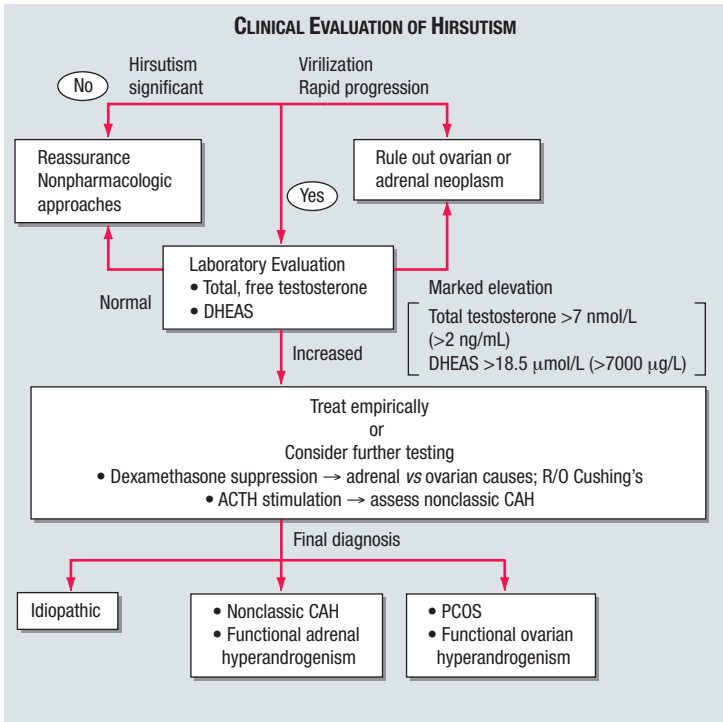 CLINICAL EVALUATION OF HIRSUTISM
No
Hirsutism
significant
Virilization
Rapid progression
Reassurance
Nonpharmacologic
approaches
Yes
Rule out ovarian or
adrenal neoplasm
Laboratory Evaluation
• Total, free testosterone
• DHEAS
Normal
Marked elevation
Total testosterone >7 nmol/L
(>2 ng/mL)
DHEAS >18.5 μmol/L (>7000 μg/L)
Increased
Treat empirically
or
Consider further testing
• Dexamethasone suppression → adrenal vs ovarian causes; R/O Cushing's
• ACTH stimulation → assess nonclassic CAH
Final diagnosis
Idiopathic
• Nonclassic CAH
• Functional adrenal
hyperandrogenism
• PCOS
• Functional ovarian
hyperandrogenism